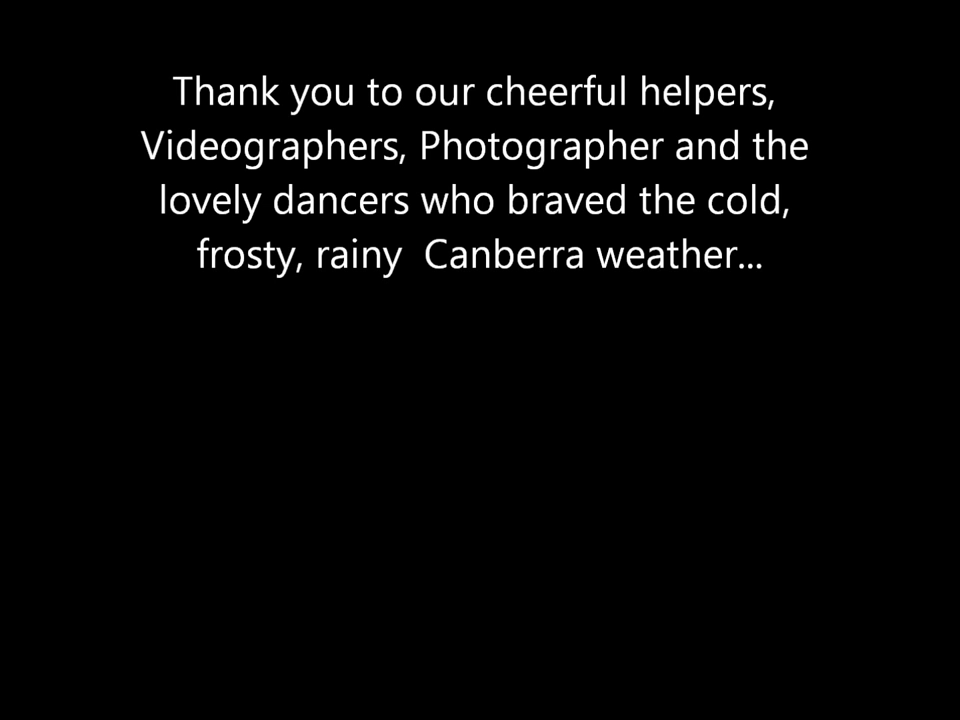 Thank you to our cheerful helpers,
Videographers, Photographer and the
lovely dancers who braved the cold,
frosty, rainy  Canberra weather...